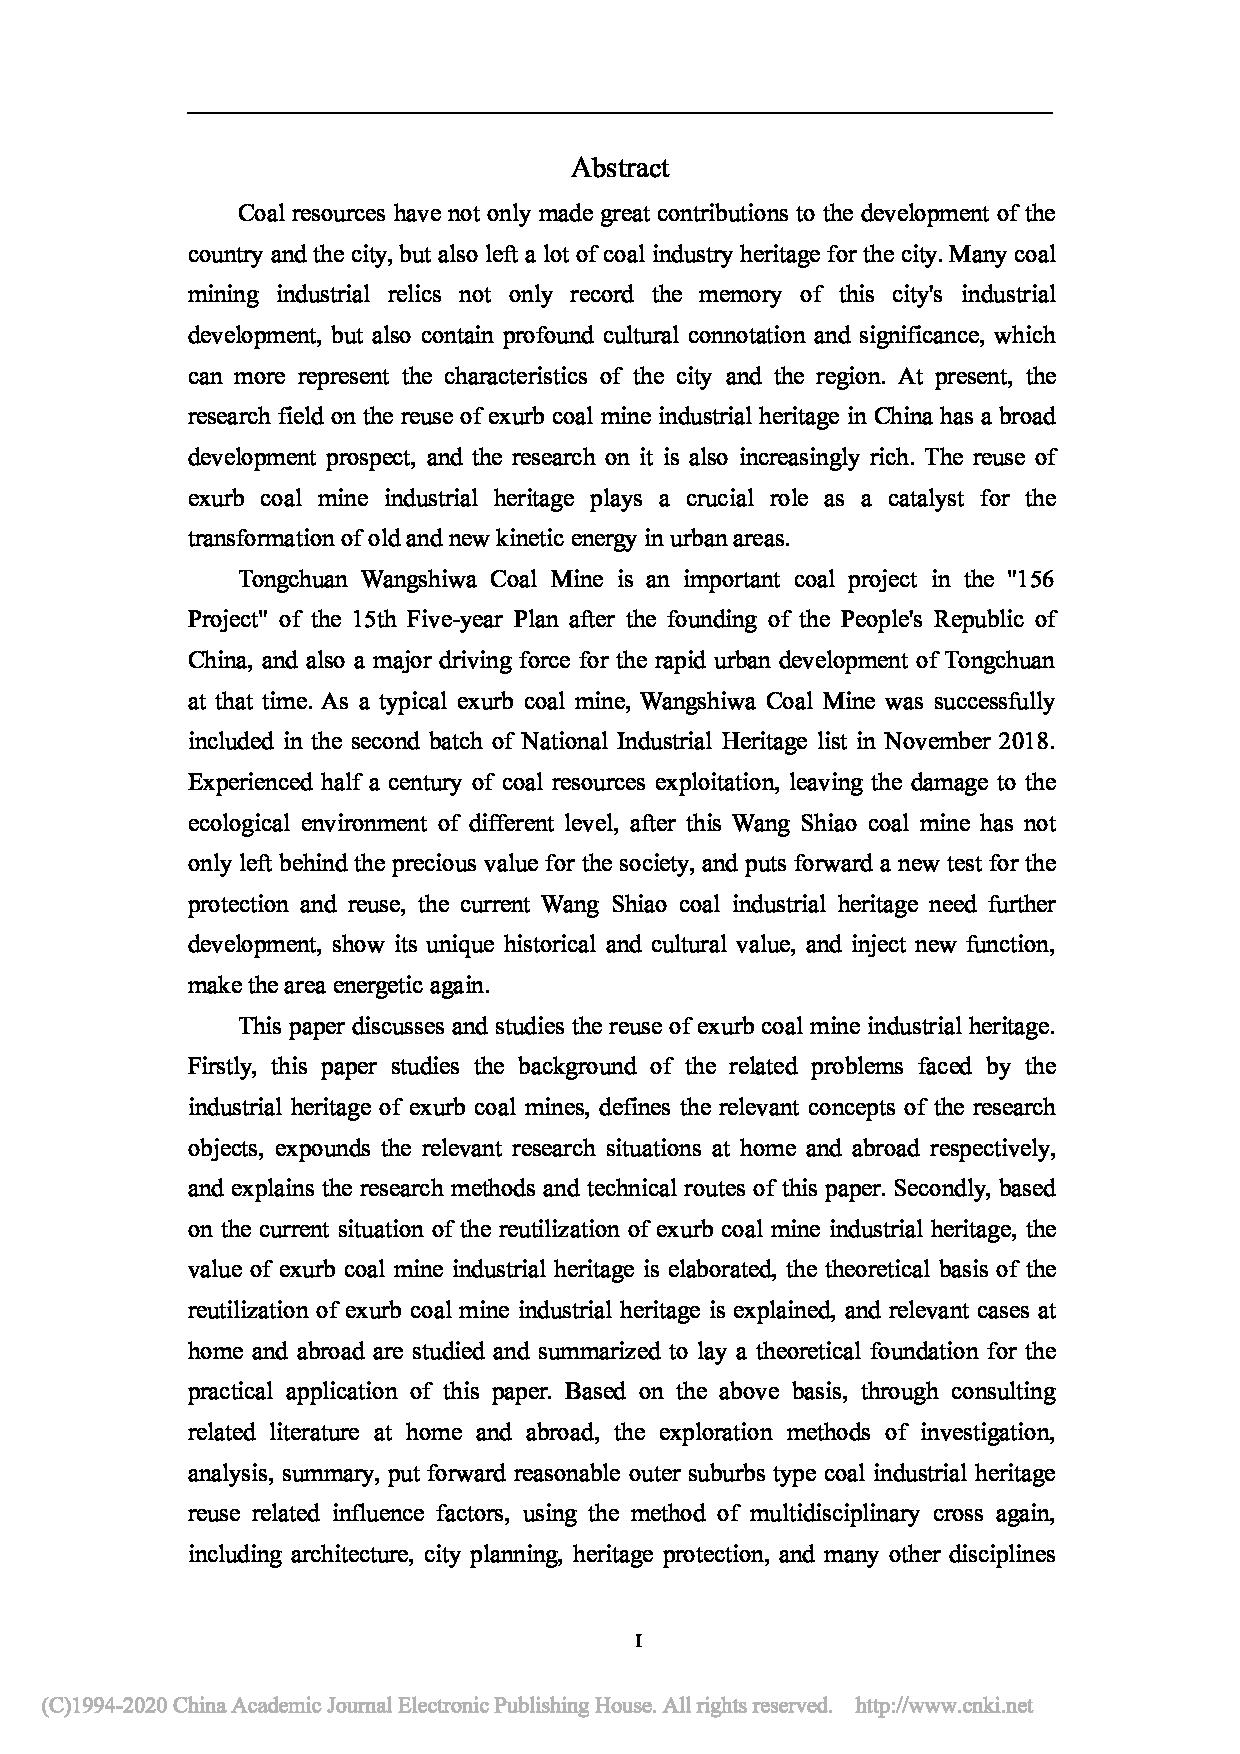 Abstract
Coal resources have not only made great contributions to the development of the
country and the city, but also left a lot of coal industry heritage for the city. Many coal
mining industrial relics not only record the memory of this city's industrial
development, but also contain profound cultural connotation and significance, which
can more represent the characteristics of the city and the region. At present, the
research field on the reuse of exurb coal mine industrial heritage in China has a broad
development prospect, and the research on it is also increasingly rich. The reuse of
exurb coal mine industrial heritage plays a crucial role as a catalyst for the
transformation of old and new kinetic energy in urban areas.
Tongchuan Wangshiwa Coal Mine is an important coal project in the "156
Project" of the 15th Five-year Plan after the founding of the People's Republic of
China, and also a major driving force for the rapid urban development of Tongchuan
at that time. As a typical exurb coal mine, Wangshiwa Coal Mine was successfully
included in the second batch of National Industrial Heritage list in November 2018.
Experienced half a century of coal resources exploitation, leaving the damage to the
ecological environment of different level, after this Wang Shiao coal mine has not
only left behind the precious value for the society, and puts forward a new test for the
protection and reuse, the current Wang Shiao coal industrial heritage need further
development, show its unique historical and cultural value, and inject new function,
make the area energetic again.
This paper discusses and studies the reuse of exurb coal mine industrial heritage.
Firstly, this paper studies the background of the related problems faced by the
industrial heritage of exurb coal mines, defines the relevant concepts of the research
objects, expounds the relevant research situations at home and abroad respectively,
and explains the research methods and technical routes of this paper. Secondly, based
on the current situation of the reutilization of exurb coal mine industrial heritage, the
value of exurb coal mine industrial heritage is elaborated, the theoretical basis of the
reutilization of exurb coal mine industrial heritage is explained, and relevant cases at
home and abroad are studied and summarized to lay a theoretical foundation for the
practical application of this paper. Based on the above basis, through consulting
related literature at home and abroad, the exploration methods of investigation,
analysis, summary, put forward reasonable outer suburbs type coal industrial heritage
reuse related influence factors, using the method of multidisciplinary cross again,
including architecture, city planning, heritage protection, and many other disciplines
I
(C)1994-2020 China Academic Journal Electronic Publishing House. All rights reserved. http://www.cnki.net